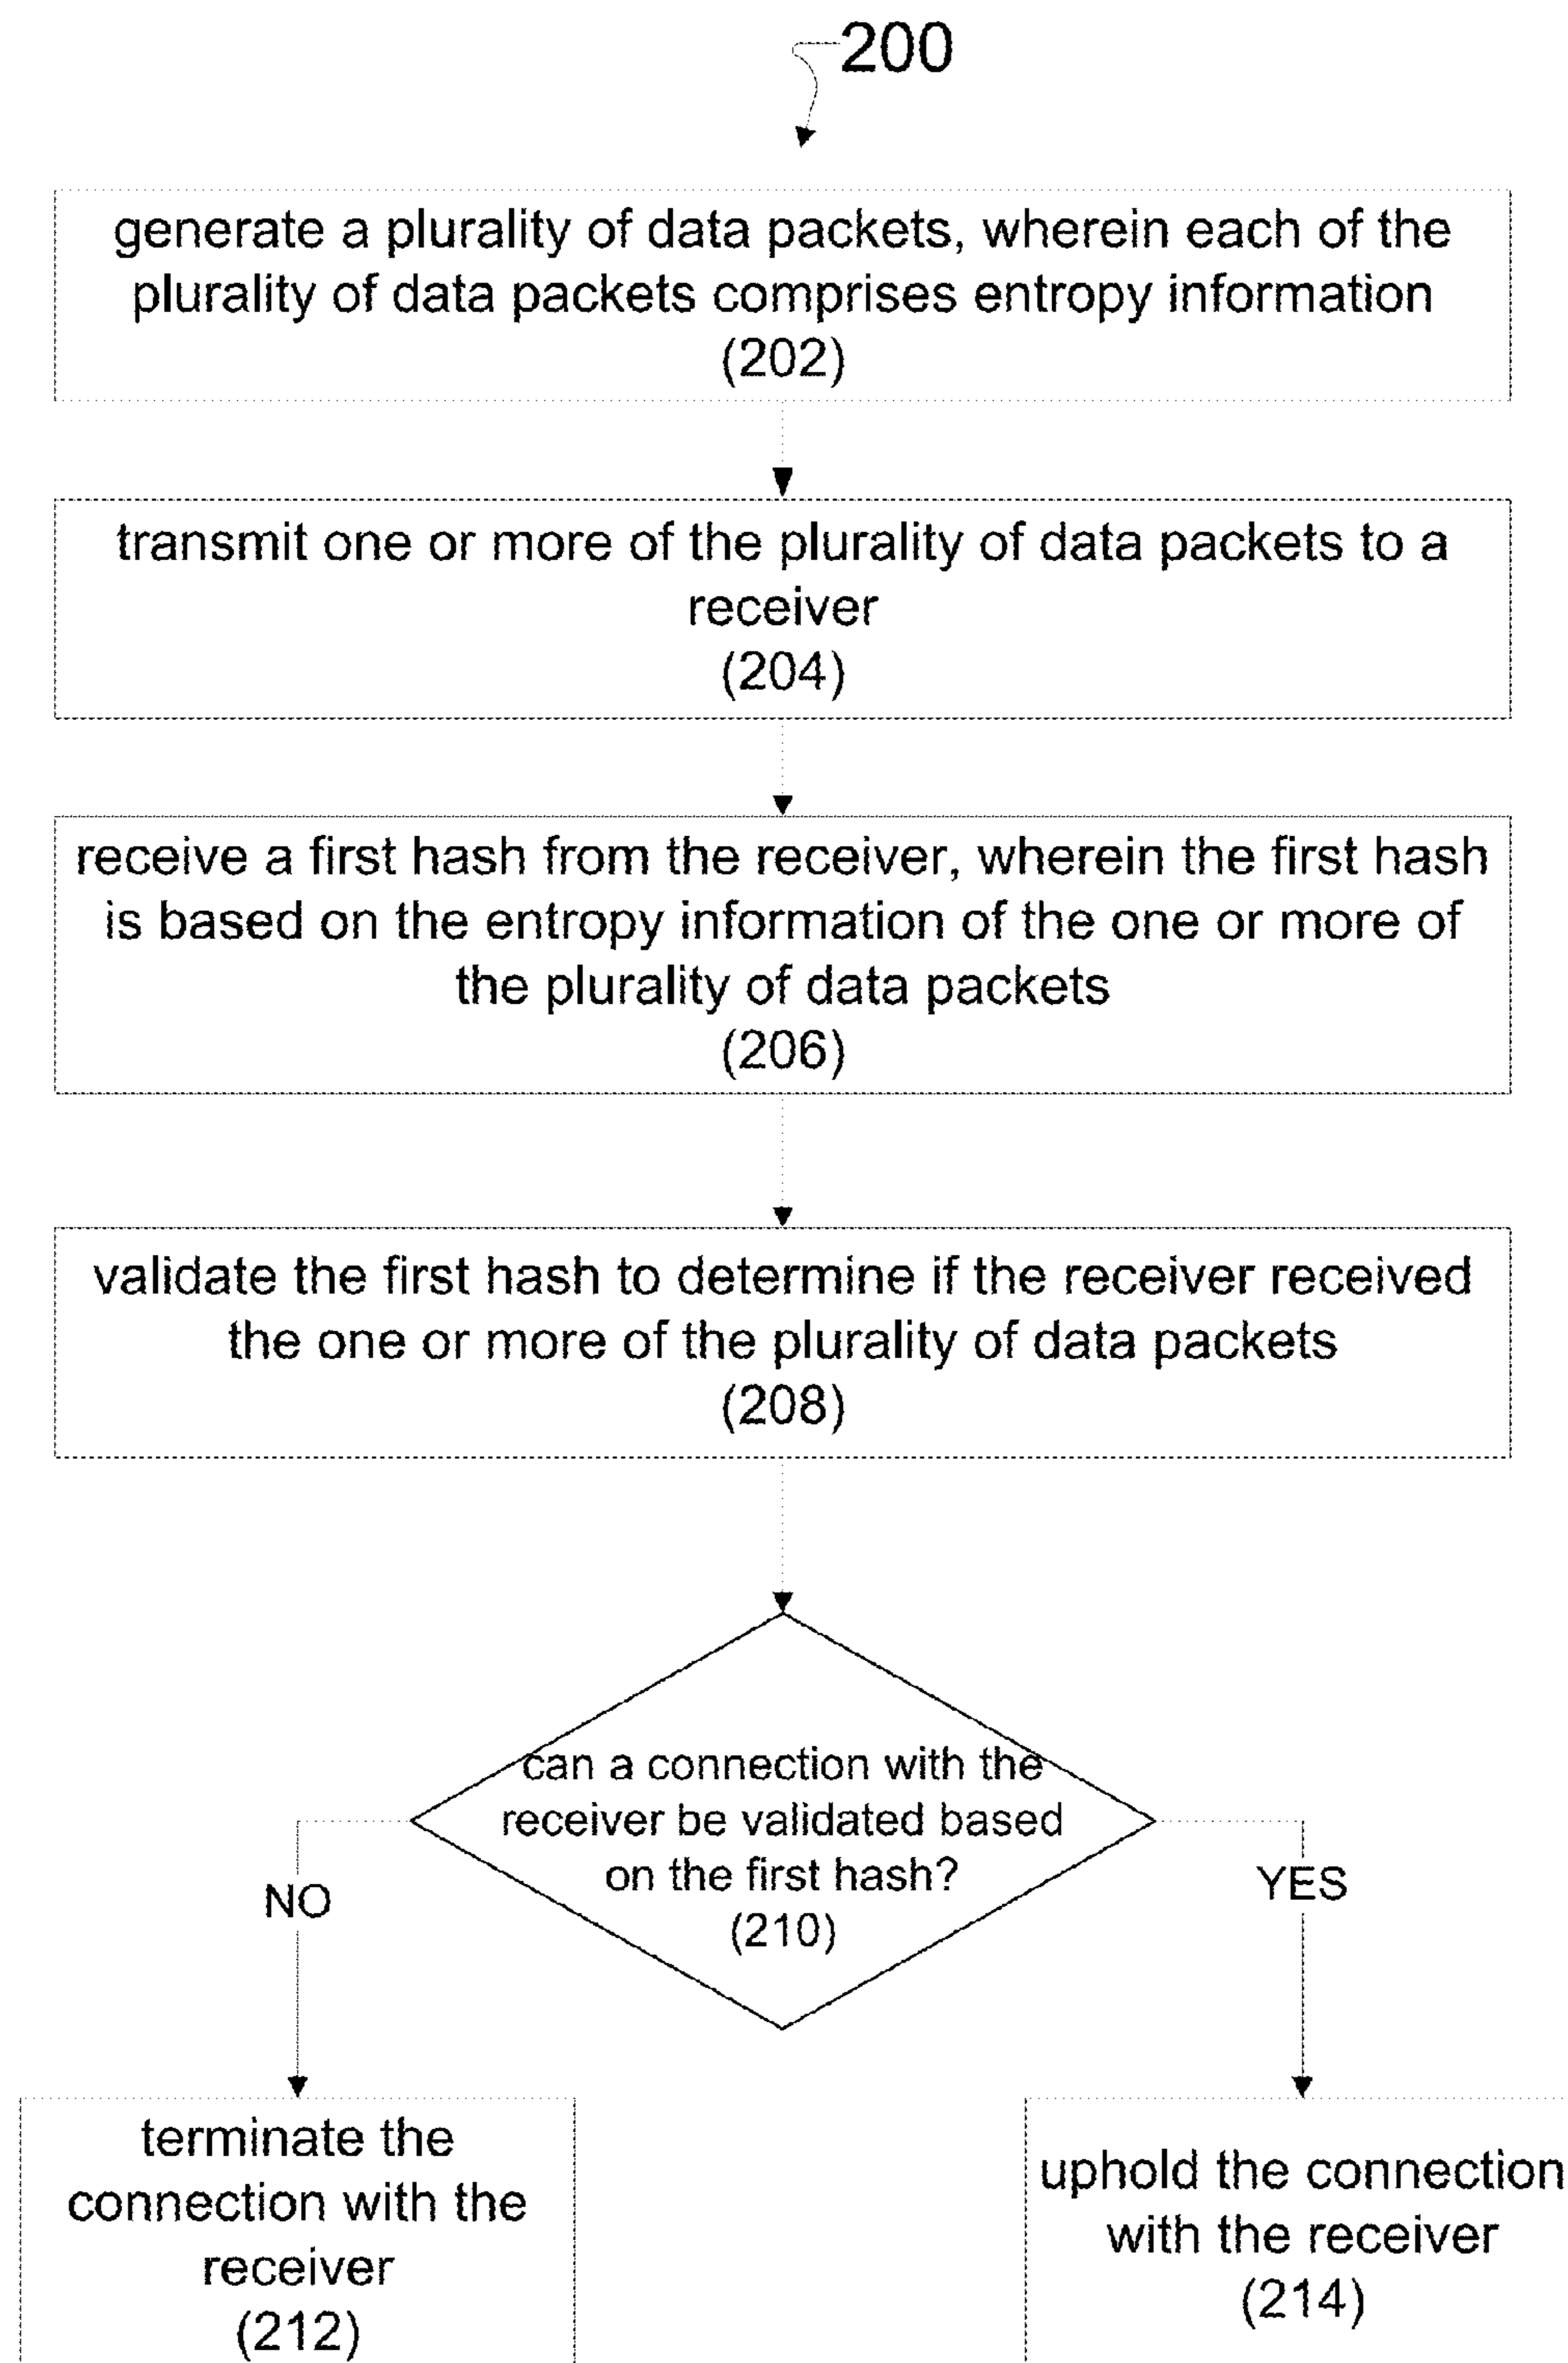 200
generate a plurality of data packets, wherein each of the
plurality of data packets comprises entropy information
(202)
transmit one or more of the plurality of data packets to a
receiver
(204)
receive a first hash from the receiver, wherein the first hash
is based on the entropy information of the one or more of
the plurality of data packets
(206)
validate the first hash to determine if the receiver received
the one or more of the plurality of data packets
(208)
can a connection with the
receiver be validated based
on the first hash?
(210)
NO
YES
terminate the
connection with the
receiver
(212)
uphold the connection
with the receiver
(214)